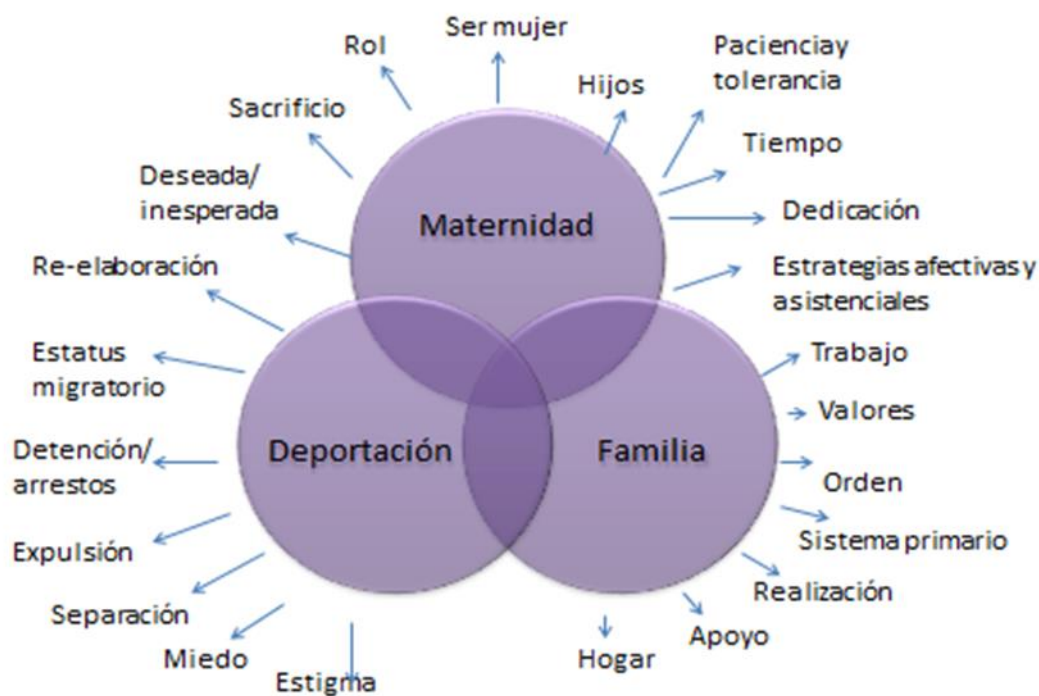 Ser mujer
Rol
Hijos
Paciencia y
tolerancia
Sacrificio
Tiempo
Deseada/
inesperada
Dedicación
Maternidad
Re-elaboración
Estrategias afectivas y
asistenciales
Estatus
migratorio
Trabajo
Valores
Deportación
Familia
Detención/
arrestos
Orden
Expulsión
Sistema primario
Realización
Separación
Apoyo
Miedo
Hogar
Estigma